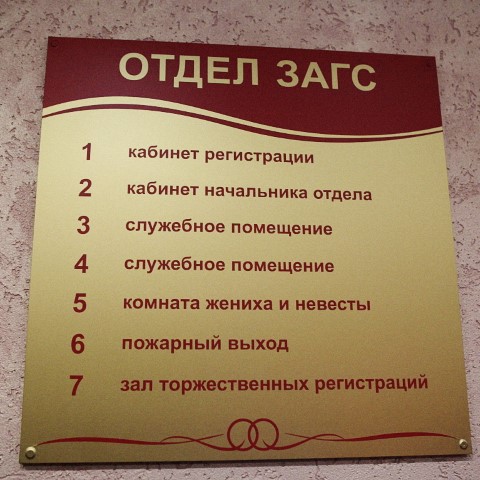 ОТДЕЛ ЗАГС
1 кабинет регистрации
2 кабинет начальника отдела
3 служебное помещение
4 служебное помещение
5 комната жениха и невесты
6 пожарный выход
7 зал торжественных регистраций